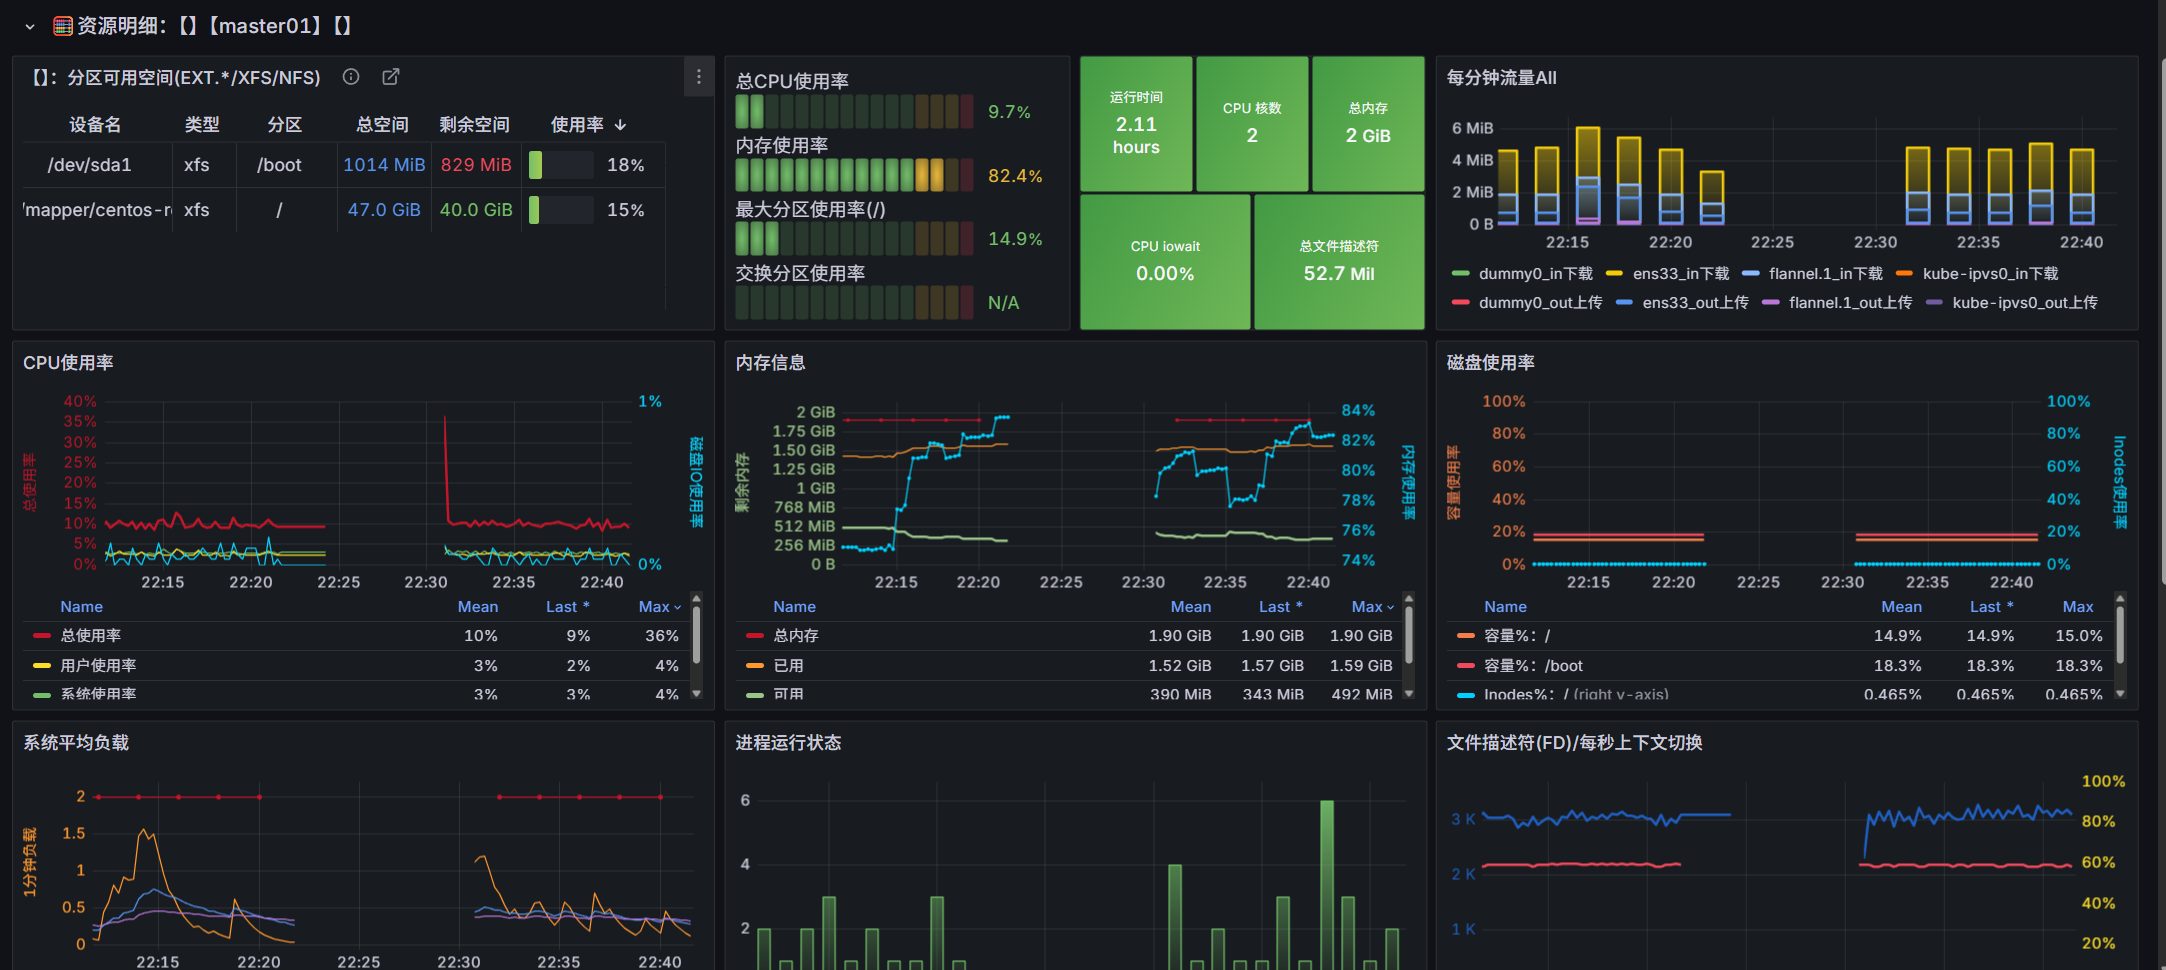 资源明细：【】【master01】【】
【】：分区可用空间(EXT.*/XFS/NFS)
设备名 类型 分区 总空间 剩余空间 使用率
/dev/sda1 xfs /boot 1014 MiB 829 MiB 18%
/mapper/centos-r xfs / 47.0 GiB 40.0 GiB 15%
总CPU使用率
9.7%
内存使用率
82.4%
最大分区使用率(/)
14.9%
交换分区使用率
N/A
运行时间
2.11
hours
CPU 核数
2
总内存
2 GiB
CPU iowait
0.00%
总文件描述符
52.7 Mil
每分钟流量All
6 MiB
4 MiB
2 MiB
0 B
22:15 22:20 22:25 22:30 22:35 22:40
dummy0_in下载 ens33_in下载 flannel.1_in下载 kube-ipvs0_in下载
dummy0_out上传 ens33_out上传 flannel.1_out上传 kube-ipvs0_out上传
CPU使用率
总使用率
40%
35%
30%
25%
20%
15%
10%
5%
0%
1%
0%
磁盘IO使用率
22:15 22:20 22:25 22:30 22:35 22:40
Name Mean Last * Max
总使用率 10% 9% 36%
用户使用率 3% 2% 4%
系统使用率 3% 3% 4%
内存信息
剩余内存
2 GiB
1.75 GiB
1.50 GiB
1.25 GiB
1 GiB
768 MiB
512 MiB
256 MiB
0 B
84%
82%
80%
78%
76%
74%
内存使用率
22:15 22:20 22:25 22:30 22:35 22:40
Name Mean Last * Max
总内存 1.90 GiB 1.90 GiB 1.90 GiB
已用 1.52 GiB 1.57 GiB 1.59 GiB
可用 390 MiB 343 MiB 492 MiB
磁盘使用率
容量使用率
100%
80%
60%
40%
20%
0%
100%
80%
60%
40%
20%
0%
Inodes使用率
22:15 22:20 22:25 22:30 22:35 22:40
Name Mean Last * Max
容量%：/ 14.9% 14.9% 15.0%
容量%：/boot 18.3% 18.3% 18.3%
Inodes%：/ (right y-axis) 0.465% 0.465% 0.465%
系统平均负载
1分钟负载
2
1.5
1
0.5
0
22:15 22:20 22:25 22:30 22:35 22:40
进程运行状态
6
4
2
文件描述符(FD)/每秒上下文切换
3 K
2 K
1 K
100%
80%
60%
40%
20%